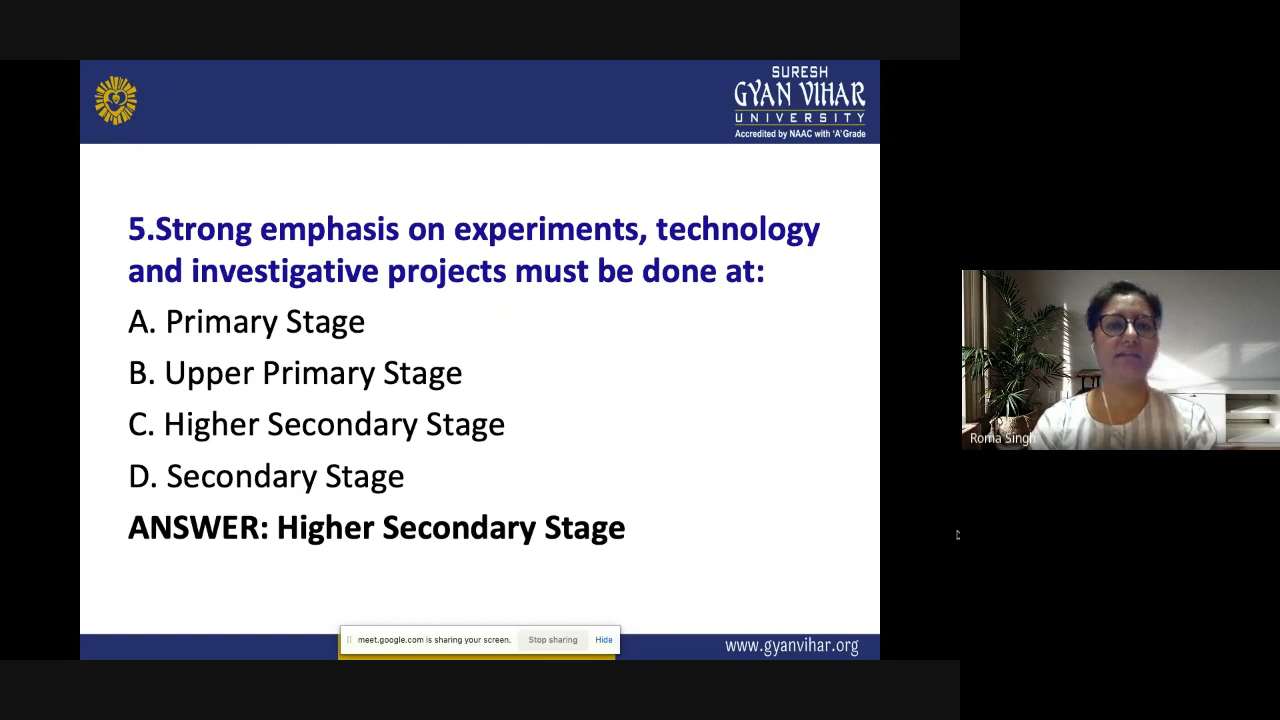 SURESH
GYAN VIHAR
UNIVERSITY
Accredited by NAAC with 'A' Grade
5.Strong emphasis on experiments, technology
and investigative projects must be done at:
A. Primary Stage
B. Upper Primary Stage
C. Higher Secondary Stage
D. Secondary Stage
ANSWER: Higher Secondary Stage
Roma Singh
meet.google.com is sharing your screen. Stop sharing Hide
www.gyanvihar.org